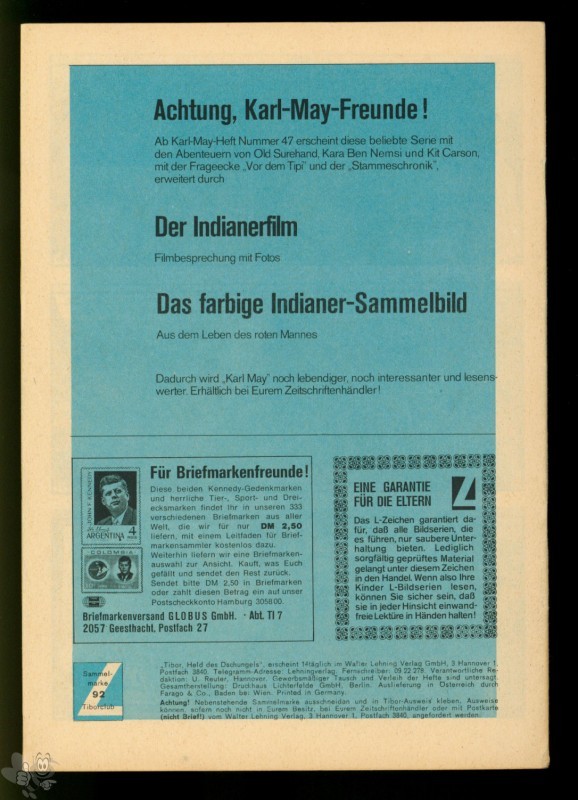 Achtung, Karl-May-Freunde!
Ab Karl-May-Heft Nummer 47 erscheint diese beliebte Serie mit
den Abenteuern von Old Surehand, Kara Ben Nemsi und Kit Carson,
mit der Frageecke „Vor dem Tipi" und der „Stammeschronik",
erweitert durch
Der Indianerfilm
Filmbesprechung mit Fotos
Das farbige Indianer-Sammelbild
Aus dem Leben des roten Mannes
Dadurch wird „Karl May" noch lebendiger, noch interessanter und lesens-
werter. Erhältlich bei Eurem Zeitschriftenhändler!
JOHN F. KENNEDY
4
ARGENTINA
COLOMBIA
Für Briefmarkenfreunde!
Diese beiden Kennedy-Gedenkmarken
und herrliche Tier-, Sport- und Drei-
ecksmarken findet Ihr in unseren 333
verschiedenen Briefmarken aus aller
Welt, die wir für nur DM 2,50
liefern, mit einem Leitfaden für Brief-
markensammler kostenlos dazu.
Weiterhin liefern wir eine Briefmarken-
auswahl zur Ansicht. Kauft, was Euch
gefällt und sendet den Rest zurück.
Sendet bitte DM 2,50 in Briefmarken
oder zahlt diesen Betrag ein auf unser
Postscheckkonto Hamburg 305800.
Briefmarkenversand GLOBUS GmbH. · Abt. TI 7
2057 Geesthacht, Postfach 27
EINE GARANTIE
FÜR DIE ELTERN
L
Das L-Zeichen garantiert da-
für, daß alle Bildserien, die
es führen, nur saubere Unter-
haltung bieten. Lediglich
sorgfältig geprüftes Material
gelangt unter diesem Zeichen
in den Handel. Wenn also Ihre
Kinder L-Bildserien lesen,
können Sie sicher sein, daß
sie in jeder Hinsicht einwand-
freie Lektüre in Händen halten!
Sammel-
marke
92
Tiborclub
„Tibor, Held des Dschungels", erscheint 14täglich im Walter Lehning Verlag GmbH, 3 Hannover 1,
Postfach 3840. Telegramm-Adresse: Lehningverlag. Fernschreiber: 09 22 379. Verantwortliche Re-
daktion: U. Reuter, Hannover. Gewerbsmäßiger Tausch und Verleih der Hefte sind untersagt.
Gesamtherstellung: Druckhaus Lichterfelde GmbH, Berlin. Auslieferung in Österreich durch
Farago & Co., Baden bei Wien. Printed in Germany.
Achtung! Nebenstehende Sammelmarke ausschneiden und in Tibor-Ausweis kleben. Ausweise
können, sofern noch nicht in Eurem Besitz, bei Eurem Zeitschriftenhändler oder mit Postkarte
(nicht Brief!) vom Walter Lehning Verlag, 3 Hannover 1, Postfach 3840, angefordert werden.